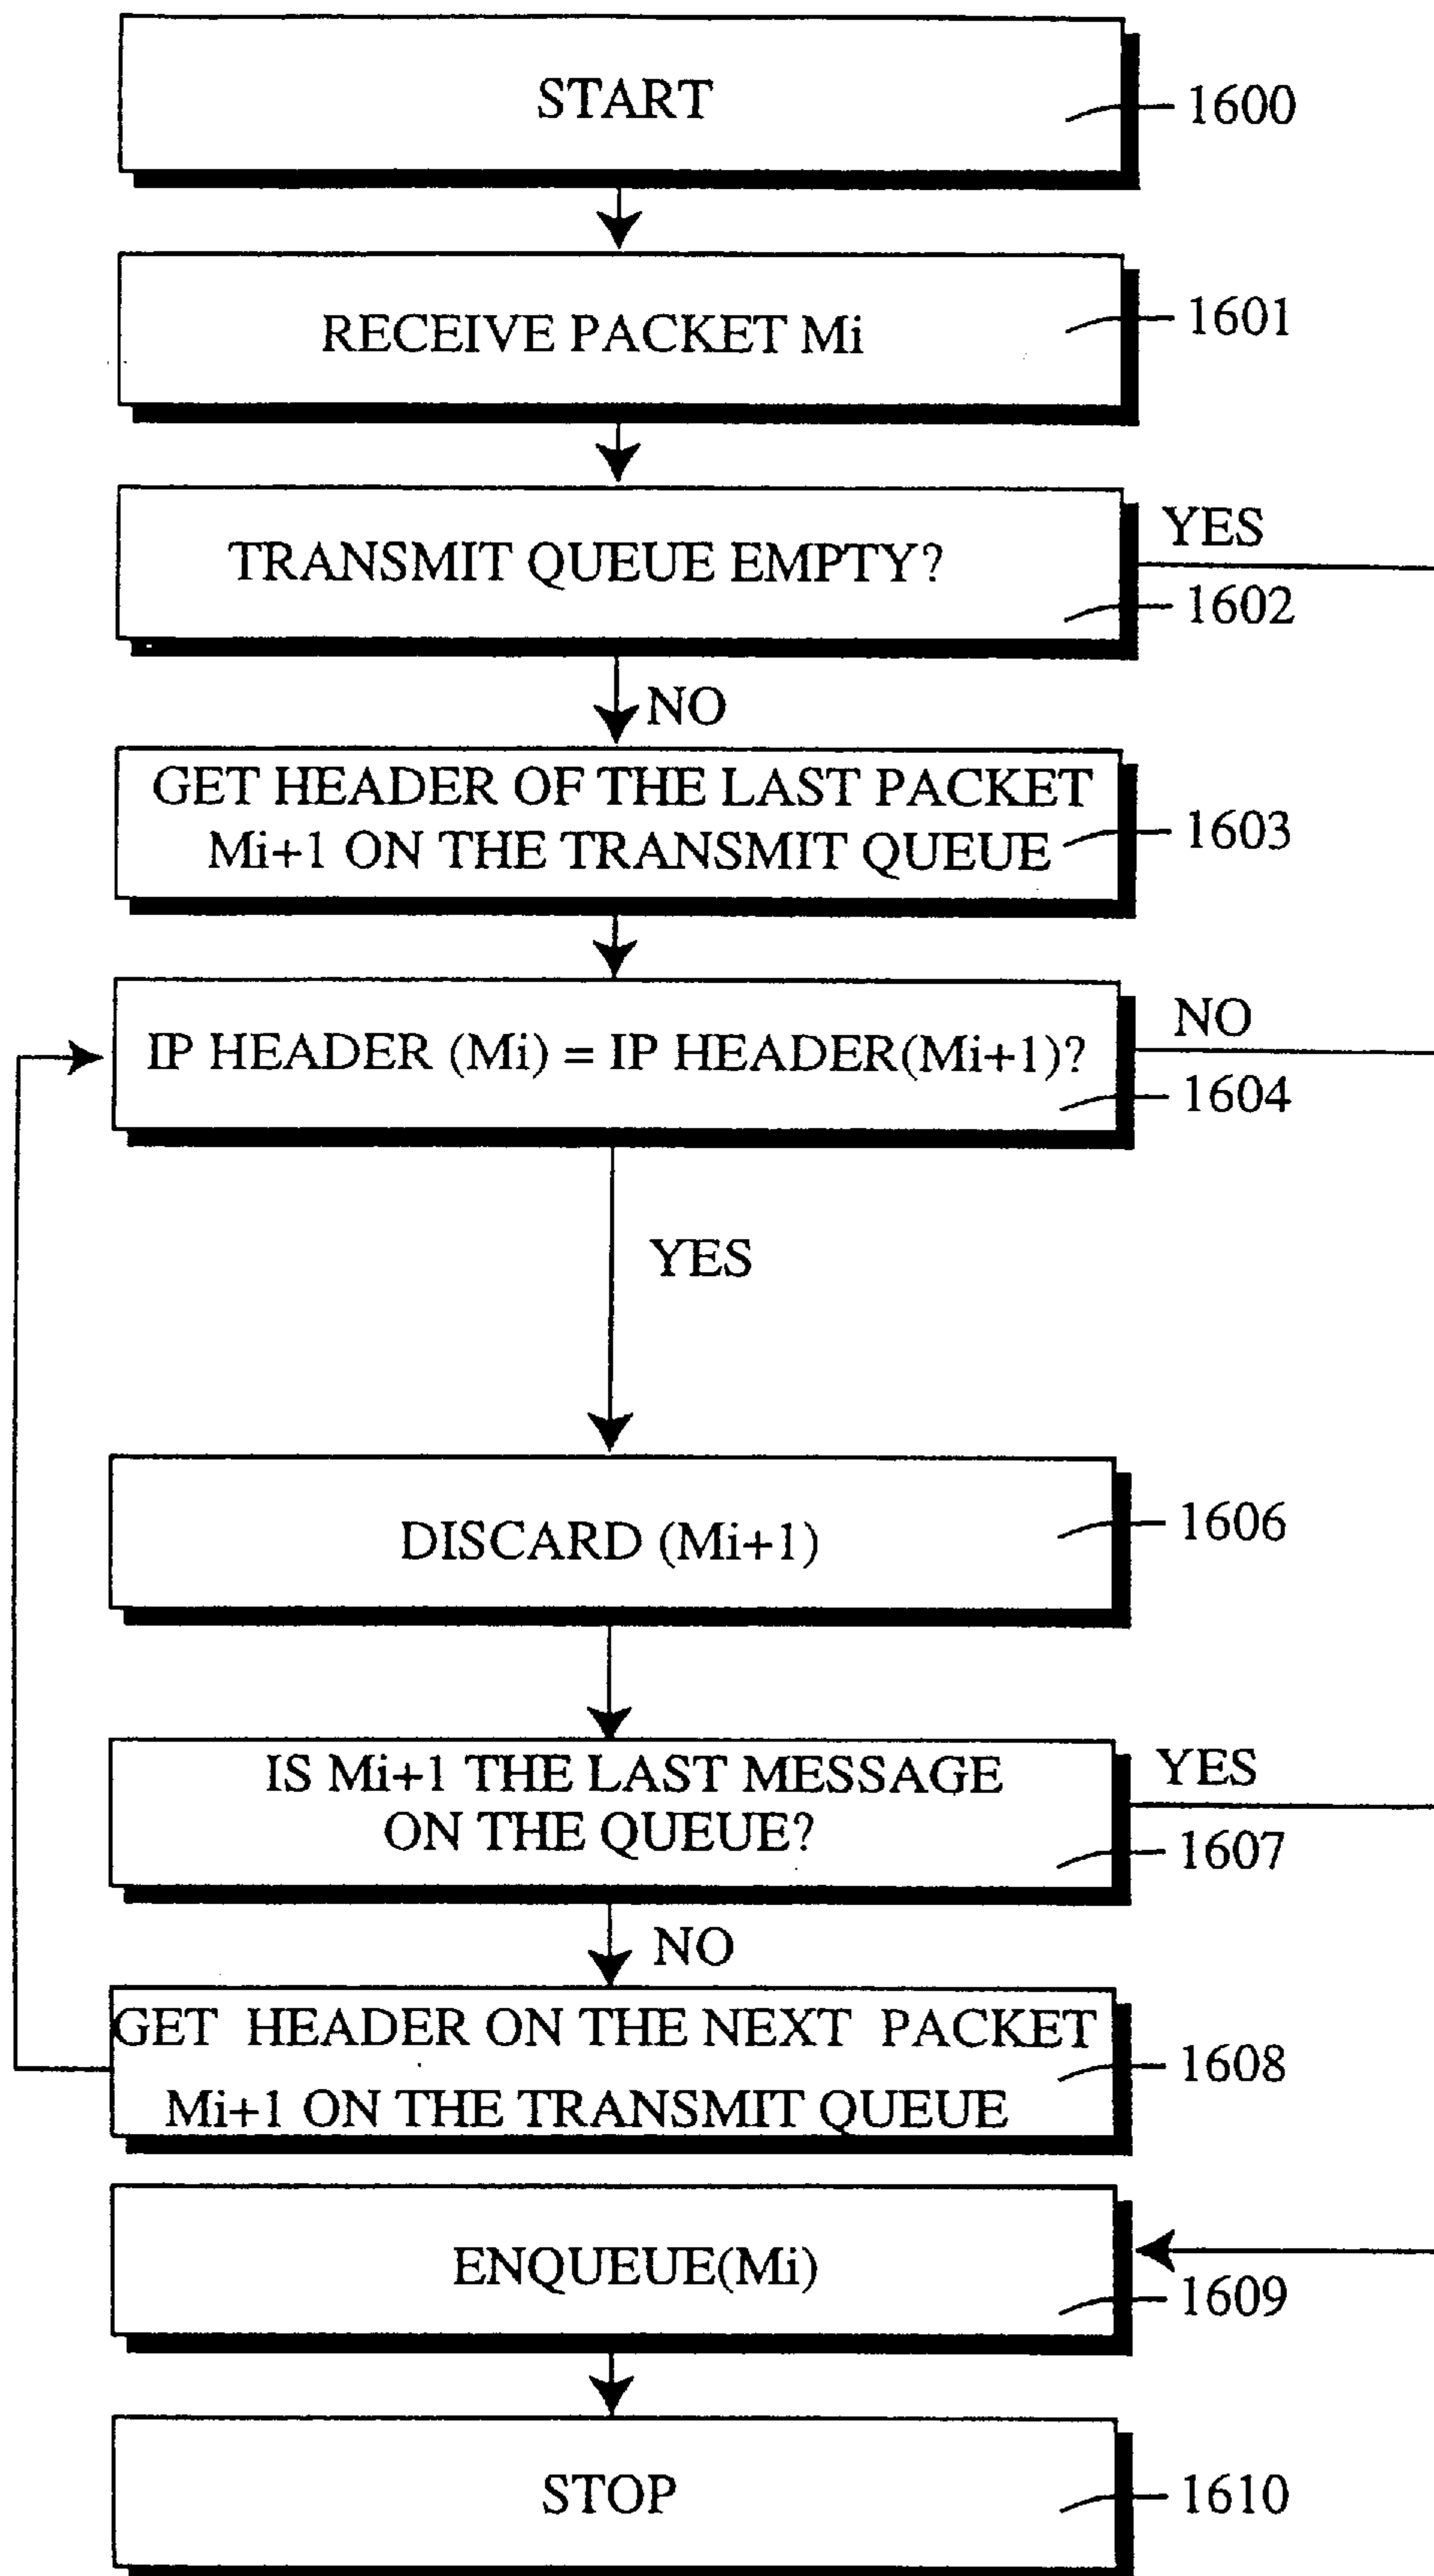 START
1600
RECEIVE PACKET Mi
1601
TRANSMIT QUEUE EMPTY?
YES
1602
NO
GET HEADER OF THE LAST PACKET
Mi+1 ON THE TRANSMIT QUEUE
1603
IP HEADER (Mi) = IP HEADER(Mi+1)?
NO
1604
YES
DISCARD (Mi+1)
1606
IS Mi+1 THE LAST MESSAGE
ON THE QUEUE?
YES
1607
NO
GET HEADER ON THE NEXT PACKET
Mi+1 ON THE TRANSMIT QUEUE
1608
ENQUEUE(Mi)
1609
STOP
1610